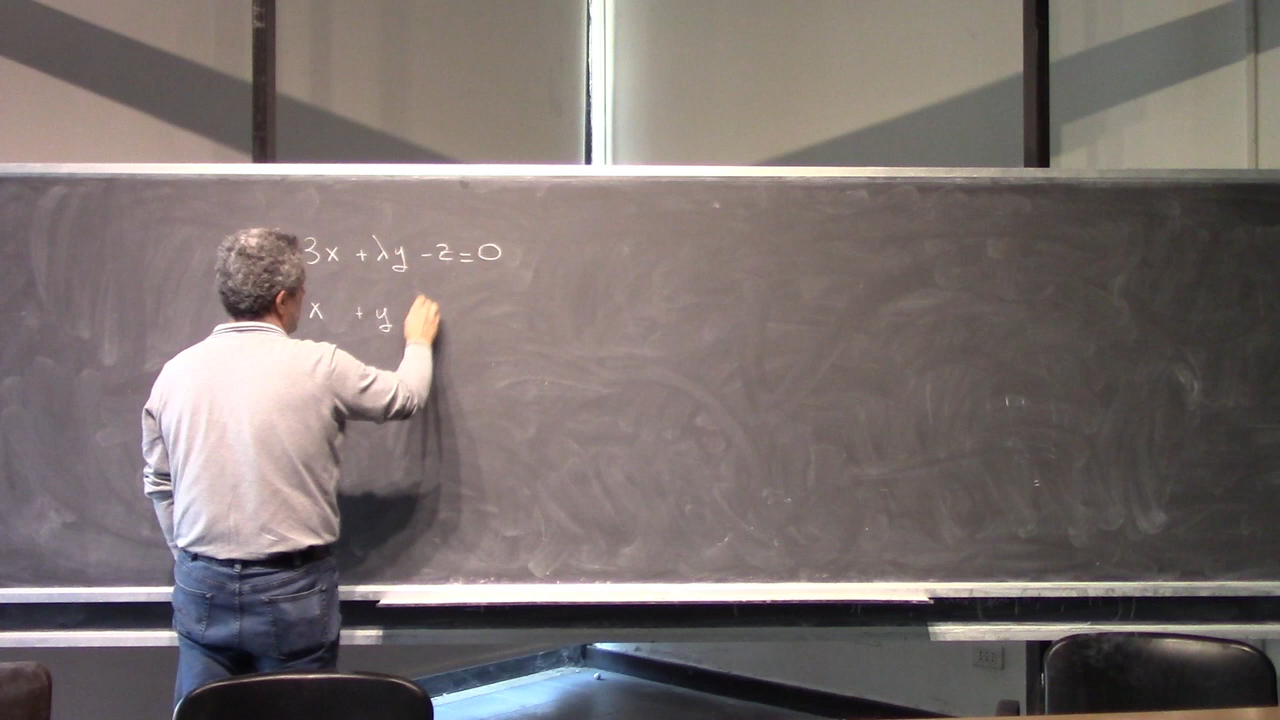 3x + λy - z = 0
x + y